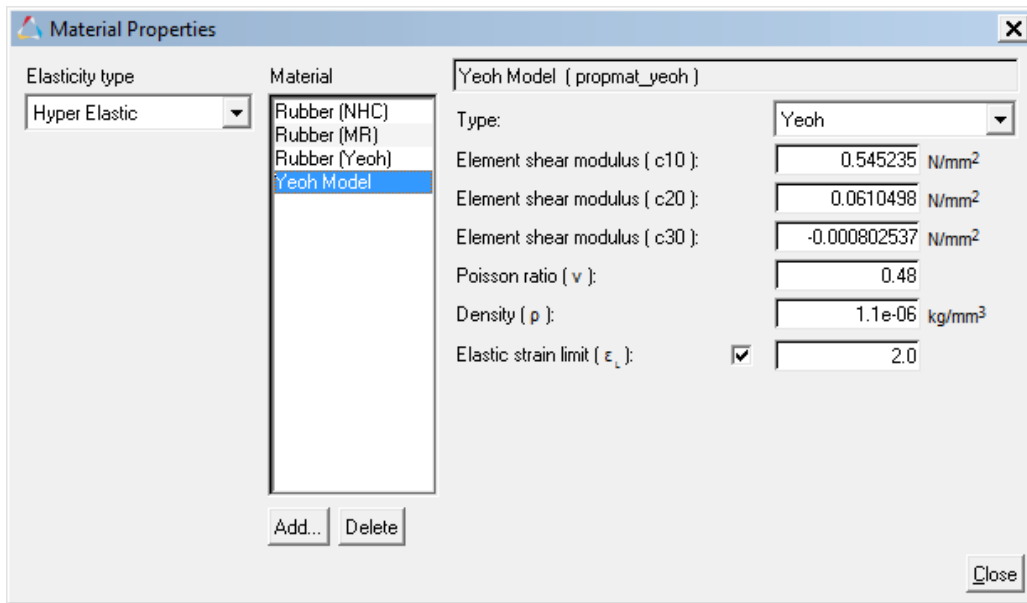 Material Properties
Elasticity type
Hyper Elastic
Material
Rubber (NHC)
Rubber (MR)
Rubber (Yeoh)
Yeoh Model
Add...
Delete
Yeoh Model ( propmat_yeoh )
Type: Yeoh
Element shear modulus ( c10 ): 0.545235 N/mm²
Element shear modulus ( c20 ): 0.0610498 N/mm²
Element shear modulus ( c30 ): -0.000802537 N/mm²
Poisson ratio ( ν ): 0.48
Density ( ρ ): 1.1e-06 kg/mm³
Elastic strain limit ( ε_L ): 2.0
Close